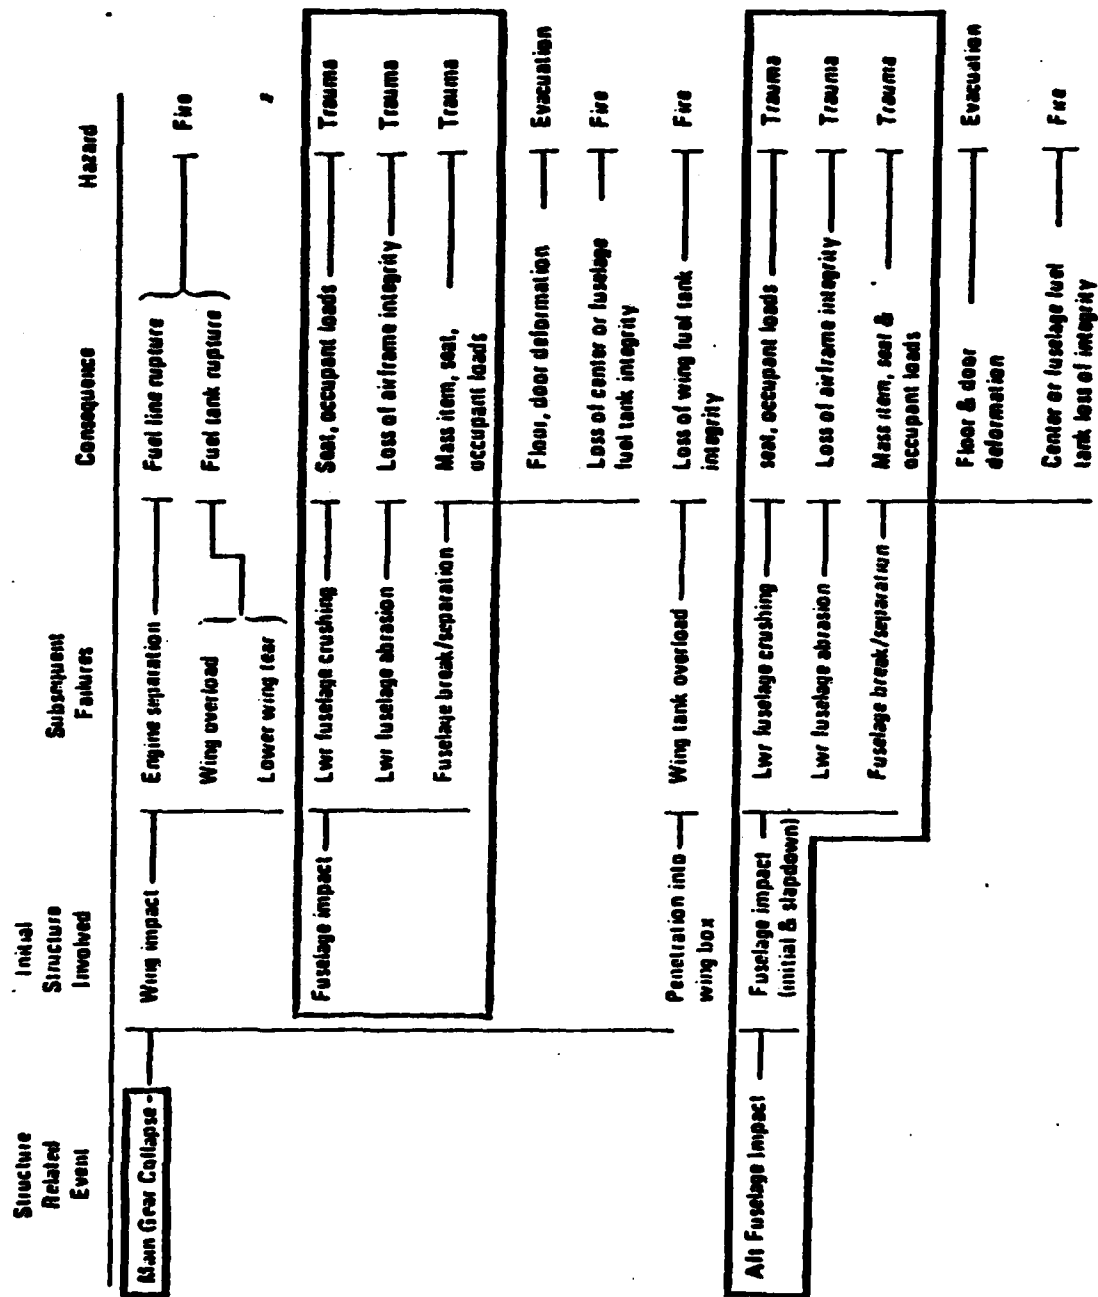 Structure
Related
Event
Initial
Structure
Involved
Subsequent
Failures
Consequence
Hazard
Main Gear Collapse
Wing impact
Engine separation
Fuel line rupture
Fire
Wing overload
Fuel tank rupture
Lower wing tear
Fuselage impact
Lwr fuselage crushing
Seat, occupant loads
Trauma
Lwr fuselage abrasion
Loss of airframe integrity
Trauma
Fuselage break/separation
Mass item, seat,
occupant loads
Trauma
Floor, door deformation
Evacuation
Loss of center or fuselage
fuel tank integrity
Fire
Penetration into
wing box
Wing tank overload
Loss of wing fuel tank
integrity
Fire
Aft Fuselage Impact
Fuselage impact
(initial & slapdown)
Lwr fuselage crushing
seat, occupant loads
Trauma
Lwr fuselage abrasion
Loss of airframe integrity
Trauma
Fuselage break/separation
Mass item, seat &
occupant loads
Trauma
Floor & door
deformation
Evacuation
Center or fuselage fuel
tank loss of integrity
Fire